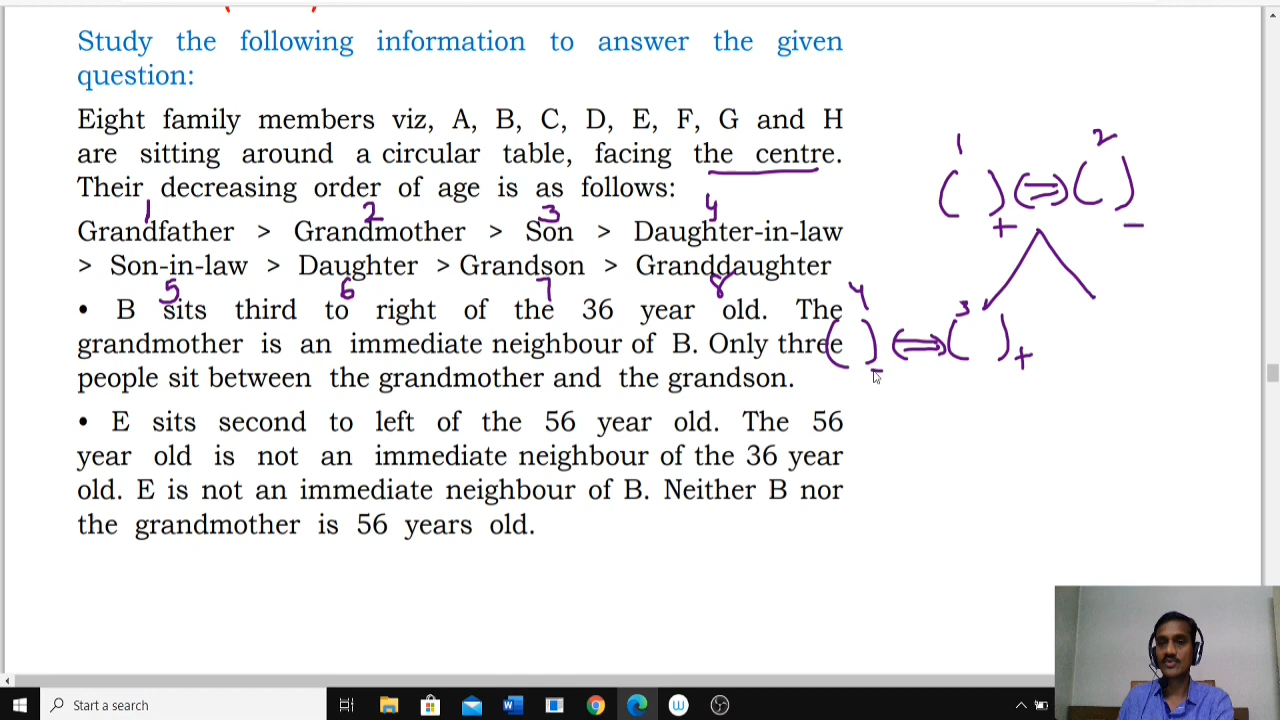 Study the following information to answer the given
question:
Eight family members viz, A, B, C, D, E, F, G and H
are sitting around a circular table, facing the centre.
Their decreasing order of age is as follows:
1 2 3 4
Grandfather > Grandmother > Son > Daughter-in-law
> Son-in-law > Daughter > Grandson > Granddaughter
5 6 7 8
• B sits third to right of the 36 year old. The
grandmother is an immediate neighbour of B. Only three
people sit between the grandmother and the grandson.
• E sits second to left of the 56 year old. The 56
year old is not an immediate neighbour of the 36 year
old. E is not an immediate neighbour of B. Neither B nor
the grandmother is 56 years old.
1 2
( ) ⇔ ( )
+ −
4 3
( ) ⇔ ( )
− +
Start a search